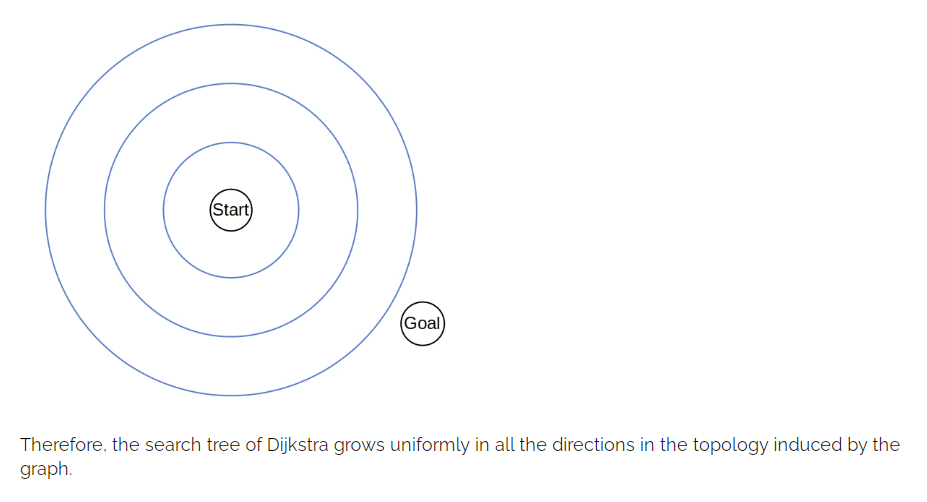 Start
Goal
Therefore, the search tree of Dijkstra grows uniformly in all the directions in the topology induced by the
graph.